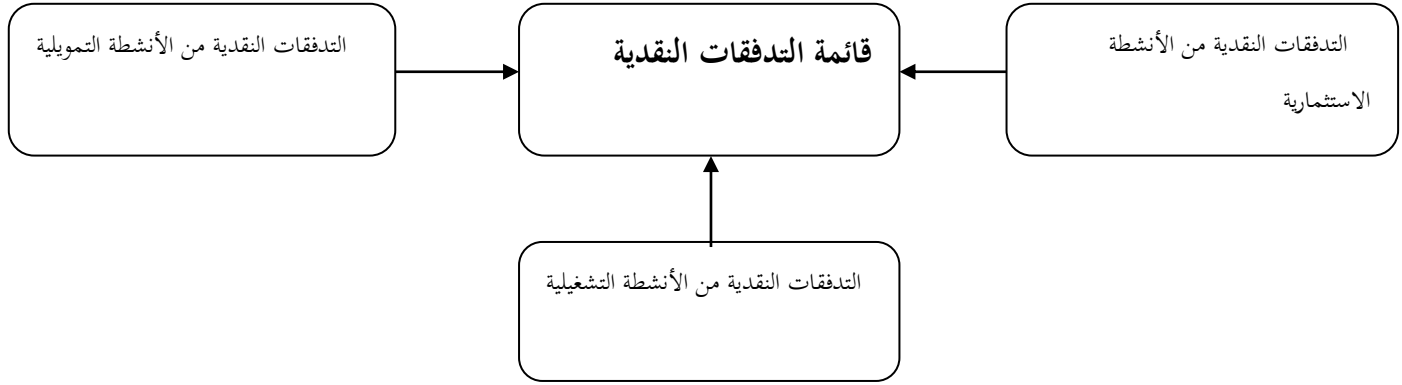 التدفقات النقدية من الأنشطة
الاستثمارية
قائمة التدفقات النقدية
التدفقات النقدية من الأنشطة التمويلية
التدفقات النقدية من الأنشطة التشغيلية